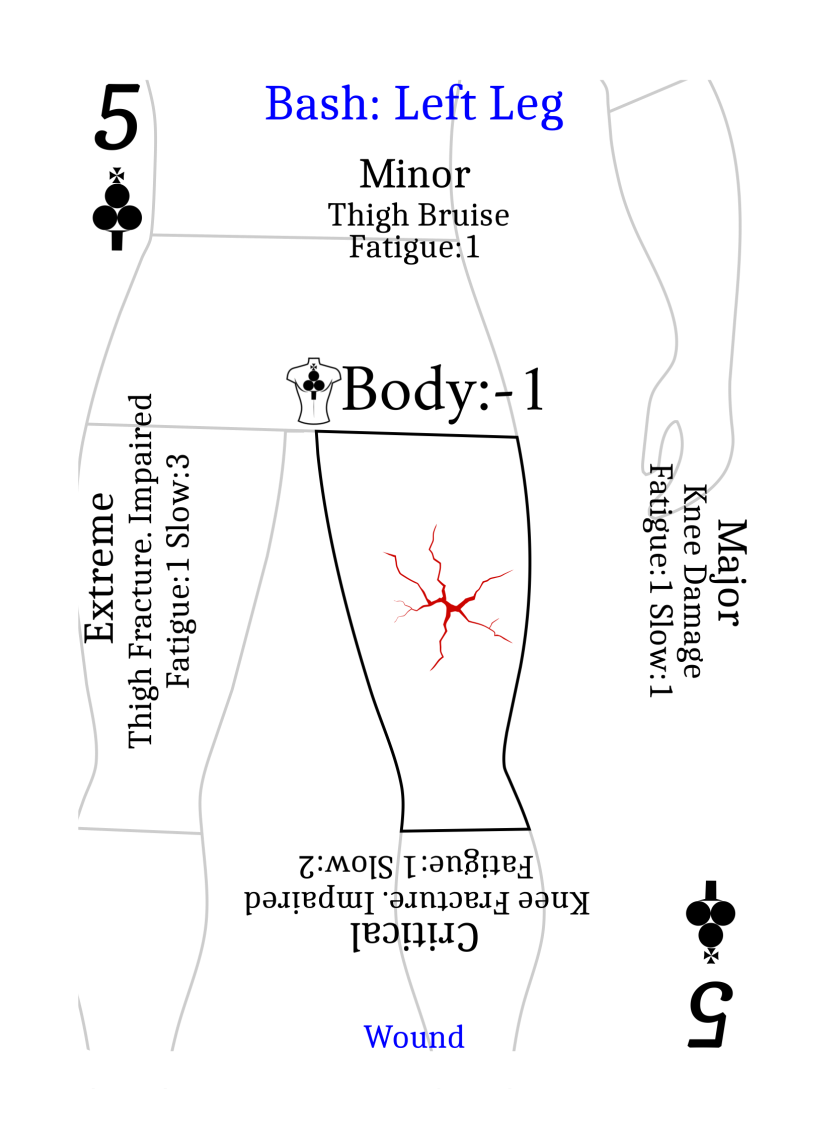 5
Bash: Left Leg
Minor
Thigh Bruise
Fatigue:1
Body:-1
Extreme
Thigh Fracture. Impaired
Fatigue:1 Slow:3
Major
Knee Damage
Fatigue:1 Slow:1
Critical
Knee Fracture. Impaired
Fatigue:1 Slow:2
Wound
5